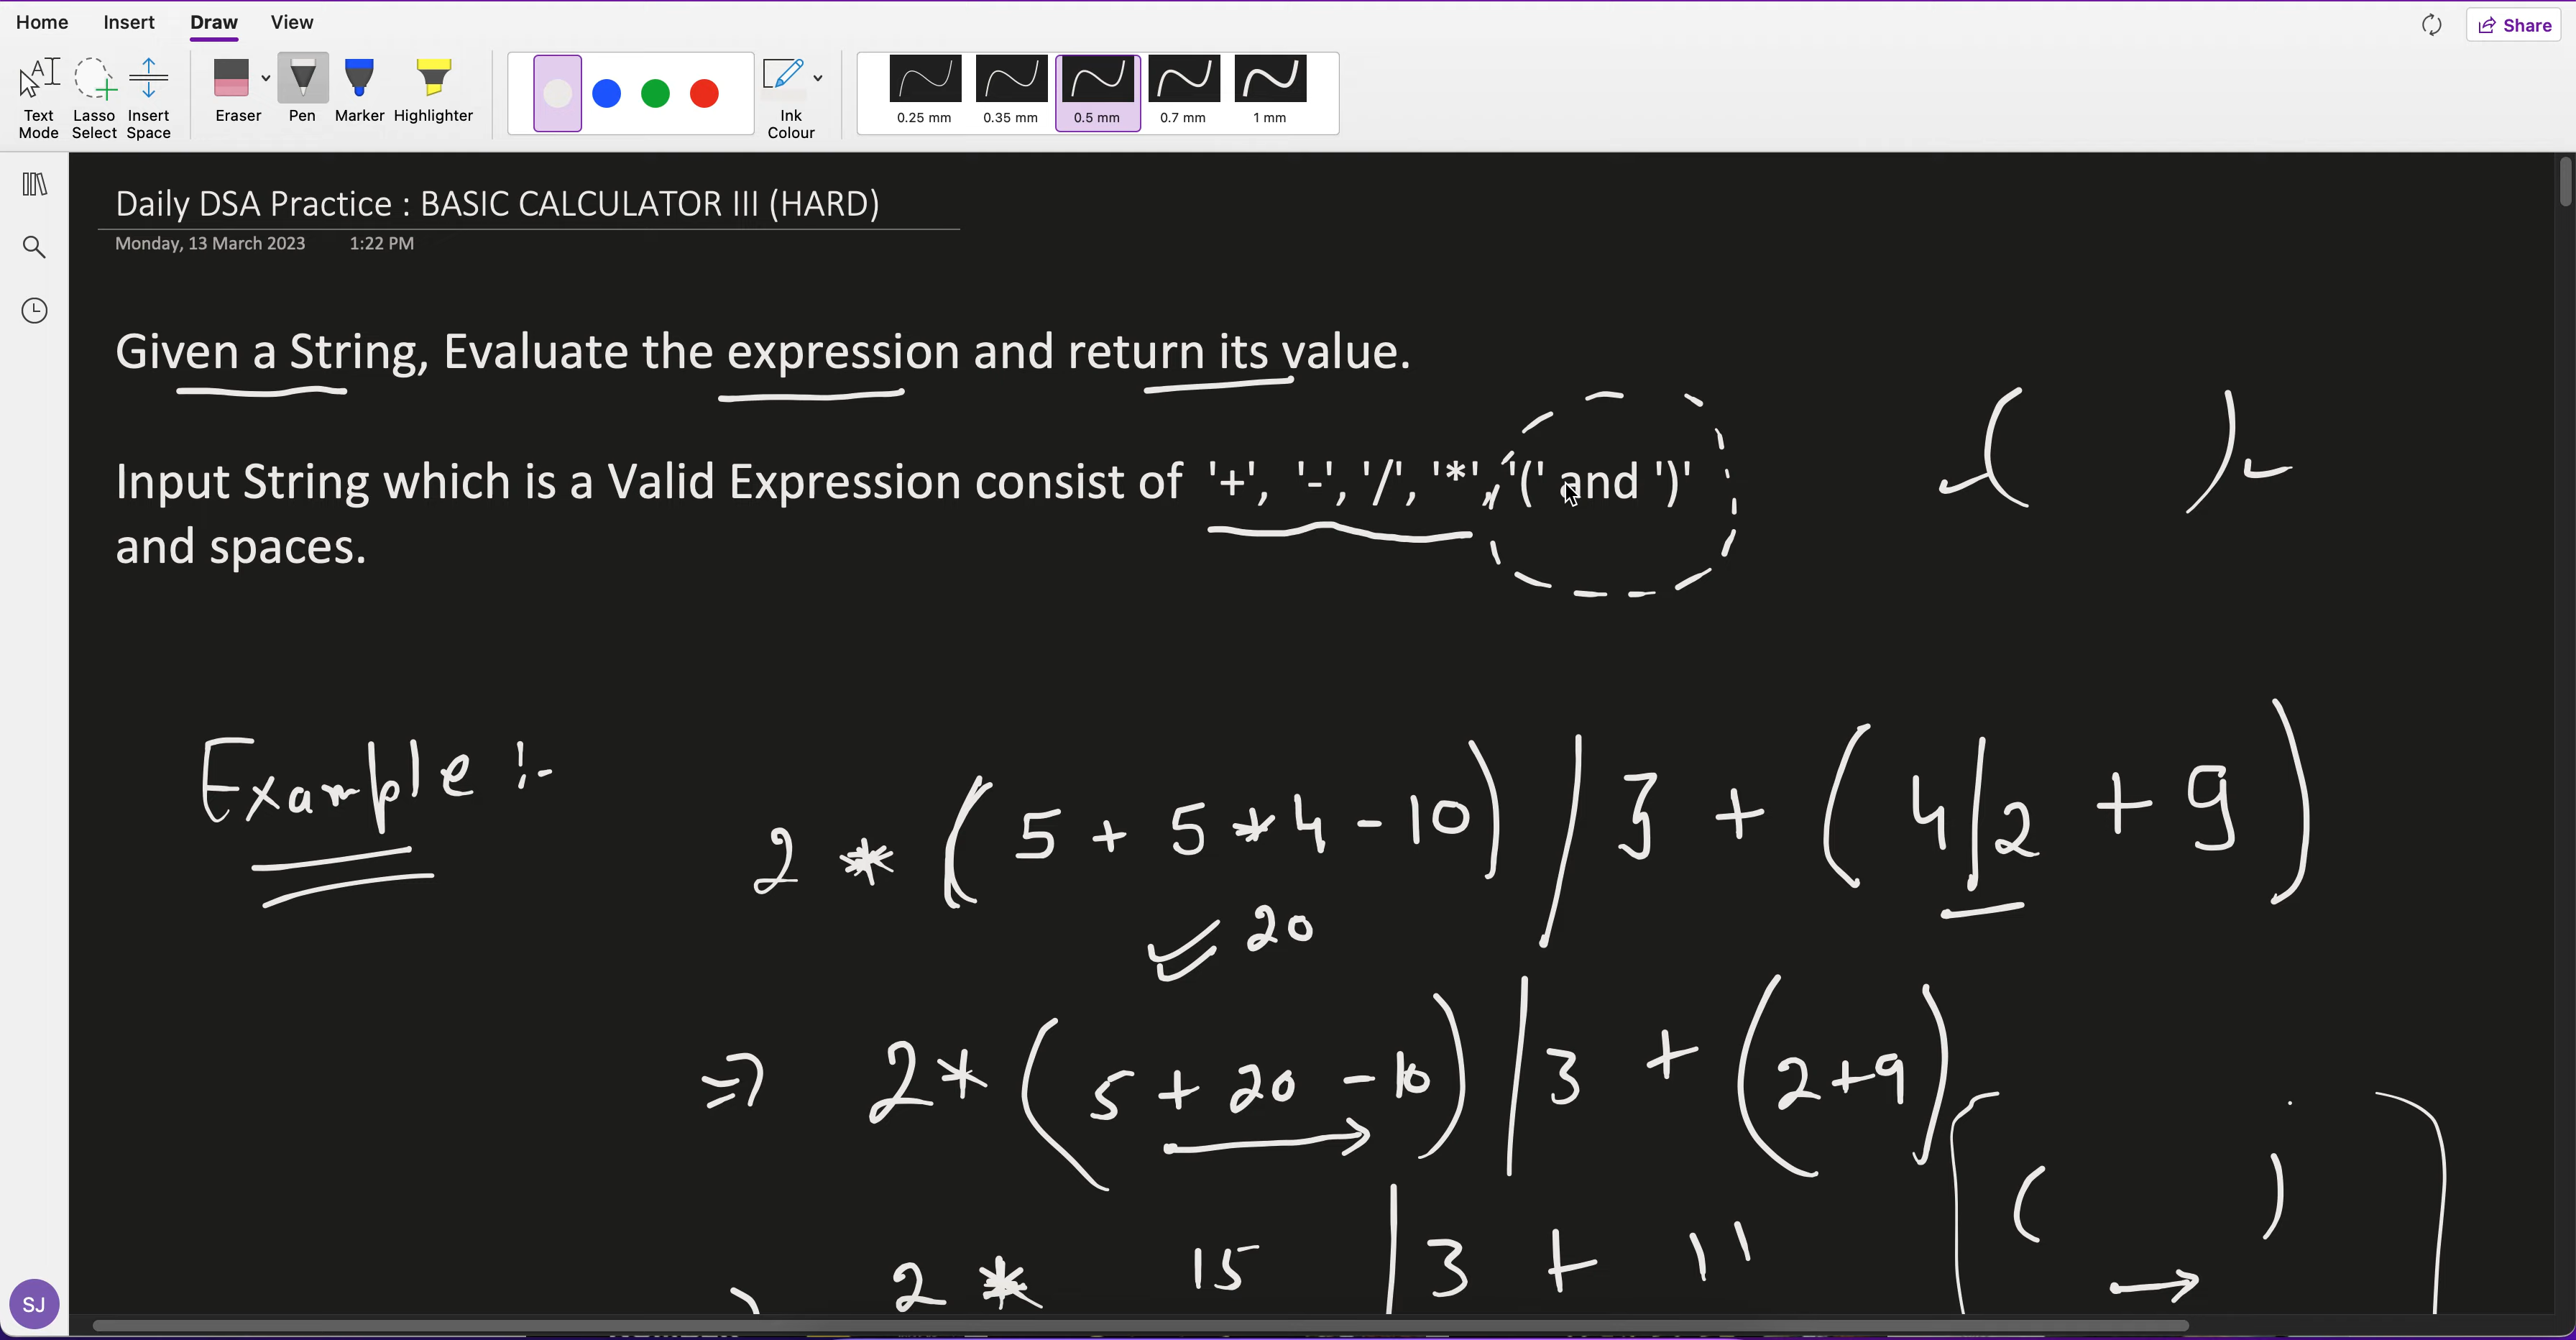 Home Insert Draw View Share
Text Mode Lasso Select Insert Space Eraser Pen Marker Highlighter Ink Colour 0.25 mm 0.35 mm 0.5 mm 0.7 mm 1 mm
Daily DSA Practice : BASIC CALCULATOR III (HARD)
Monday, 13 March 2023 1:22 PM
Given a String, Evaluate the expression and return its value.
( )
Input String which is a Valid Expression consist of '+', '-', '/', '*', '(' and ')'
and spaces.
Example :-
2 * (5 + 5 * 4 - 10) / 3 + (4/2 + 9)
20
=> 2 * (5 + 20 - 10) / 3 + (2+9)
( )
2 * 15 / 3 + 11
SJ